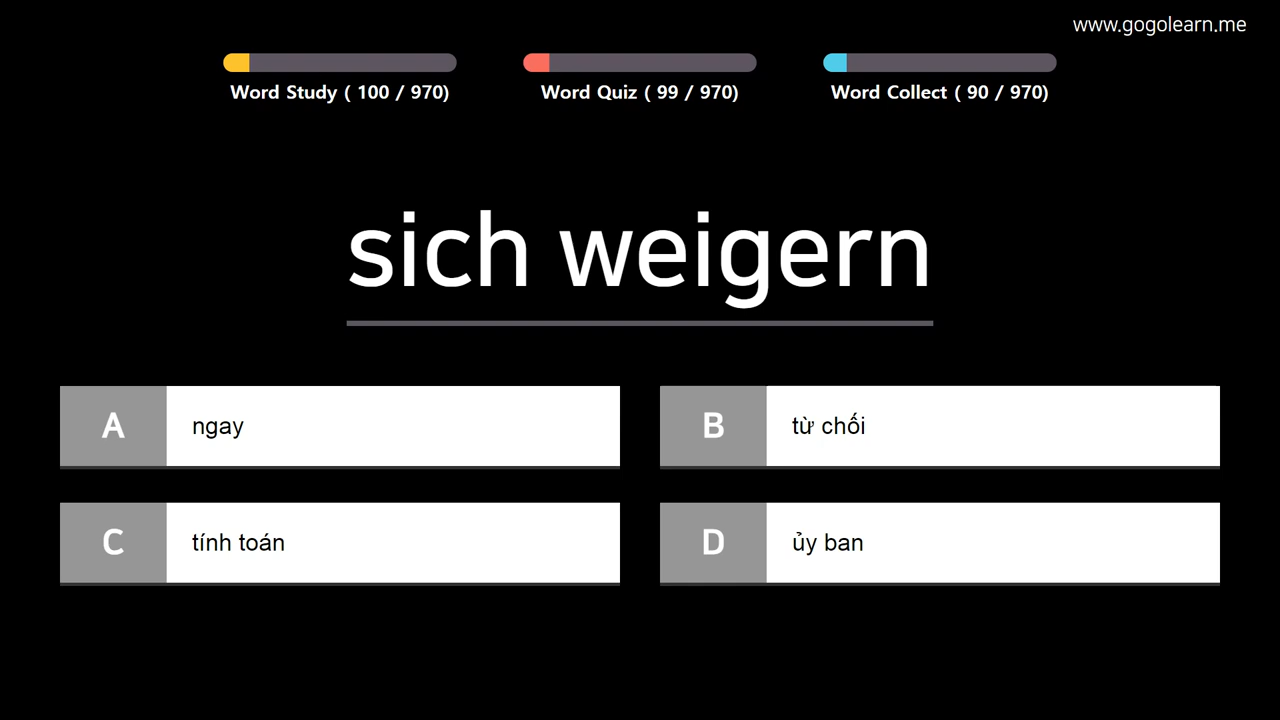 www.gogolearn.me
Word Study ( 100 / 970)
Word Quiz ( 99 / 970)
Word Collect ( 90 / 970)
sich weigern
A
ngay
B
từ chối
C
tính toán
D
ủy ban